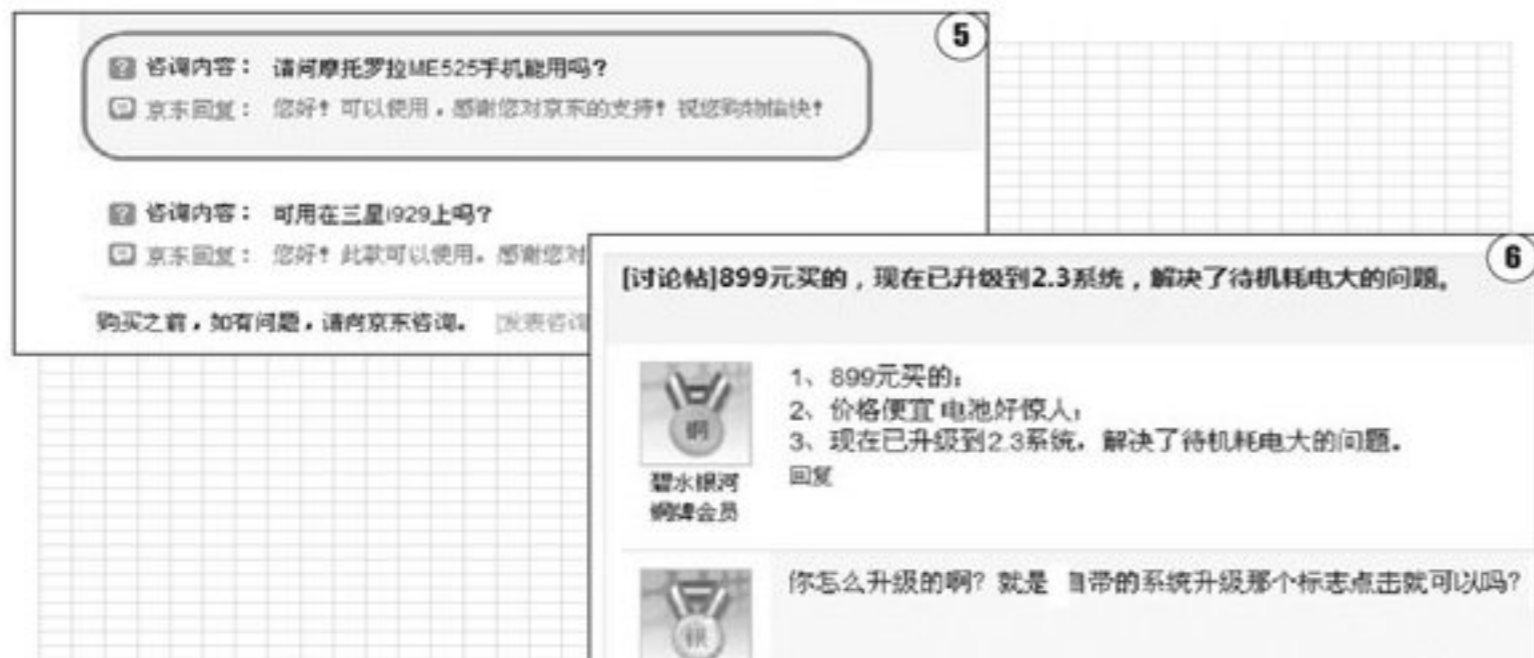 5
咨询内容： 请问摩托罗拉ME525手机能用吗？
京东回复： 您好！可以使用，感谢您对京东的支持！祝您购物愉快！
咨询内容： 可用在三星I929上吗？
京东回复： 您好！此款可以使用。感谢您对
购买之前，如有问题，请向京东咨询。 [发表咨询
6
[讨论帖]899元买的，现在已升级到2.3系统，解决了待机耗电大的问题。
铜
1、899元买的；
2、价格便宜 电池好惊人；
3、现在已升级到2.3系统，解决了待机耗电大的问题。
回复
碧水银河
铜牌会员
银
你怎么升级的啊？就是 自带的系统升级那个标志点击就可以吗？